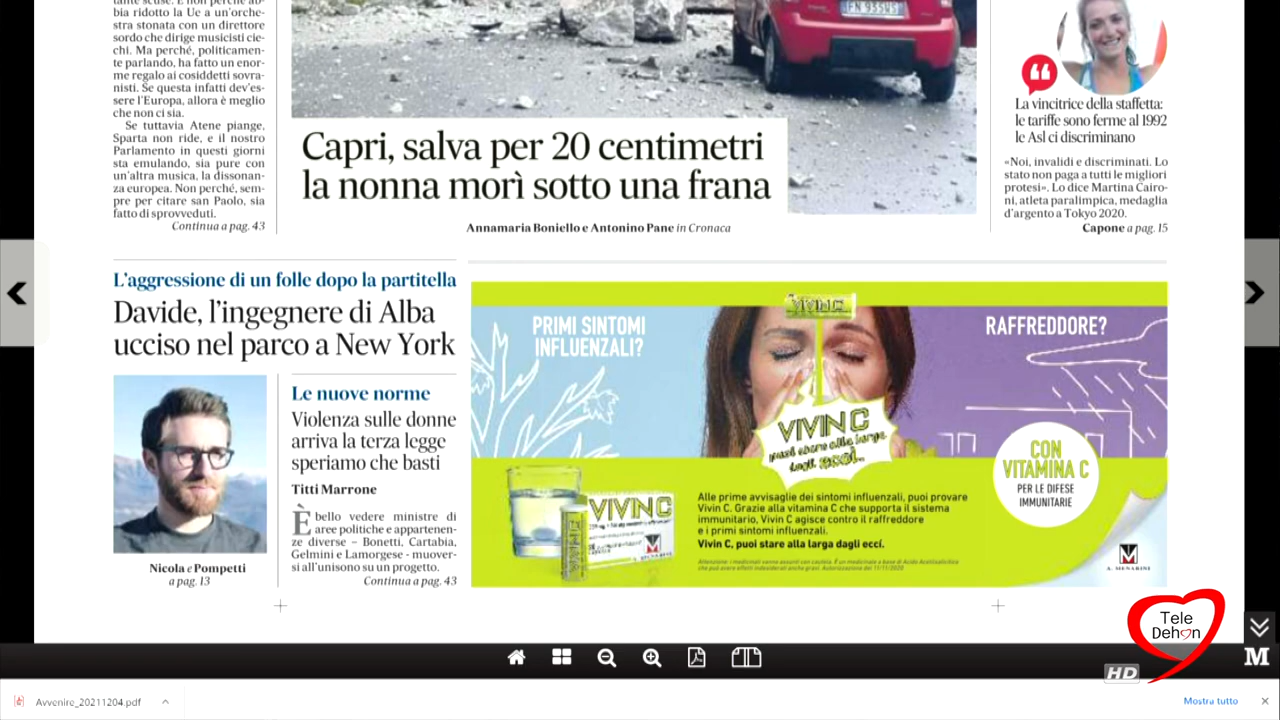 bia ridotto la Ue a un'orche-
stra stonata con un direttore
sordo che dirige musicisti cie-
chi. Ma perché, politicamen-
te parlando, ha fatto un enor-
me regalo ai cosiddetti sovra-
nisti. Se questa infatti dev'es-
sere l'Europa, allora è meglio
che non ci sia.
Se tuttavia Atene piange,
Sparta non ride, e il nostro
Parlamento in questi giorni
sta emulando, sia pure con
un'altra musica, la dissonan-
za europea. Non perché, sem-
pre per citare san Paolo, sia
fatto di sprovveduti.
Continua a pag. 43
FN 935WS
Capri, salva per 20 centimetri
la nonna morì sotto una frana
Annamaria Boniello e Antonino Pane in Cronaca
La vincitrice della staffetta:
le tariffe sono ferme al 1992
le Asl ci discriminano
«Noi, invalidi e discriminati. Lo
stato non paga a tutti le migliori
protesi». Lo dice Martina Cairo-
ni, atleta paralimpica, medaglia
d'argento a Tokyo 2020.
Capone a pag. 15
L'aggressione di un folle dopo la partitella
Davide, l'ingegnere di Alba
ucciso nel parco a New York
Nicola e Pompetti
a pag. 13
Le nuove norme
Violenza sulle donne
arriva la terza legge
speriamo che basti
Titti Marrone
È bello vedere ministre di
aree politiche e appartenen-
ze diverse – Bonetti, Cartabia,
Gelmini e Lamorgese - muover-
si all'unisono su un progetto.
Continua a pag. 43
VIVIN C
PRIMI SINTOMI
INFLUENZALI?
RAFFREDDORE?
VIVIN C
puoi stare alla larga
dagli eccì.
CON
VITAMINA C
PER LE DIFESE
IMMUNITARIE
VIVIN C
Alle prime avvisaglie dei sintomi influenzali, puoi provare
Vivin C. Grazie alla vitamina C che supporta il sistema
immunitario, Vivin C agisce contro il raffreddore
e i primi sintomi influenzali.
Vivin C, puoi stare alla larga dagli eccì.
A. MENARINI
Tele
Dehon
HD
M
Avvenire_20211204.pdf
Mostra tutto